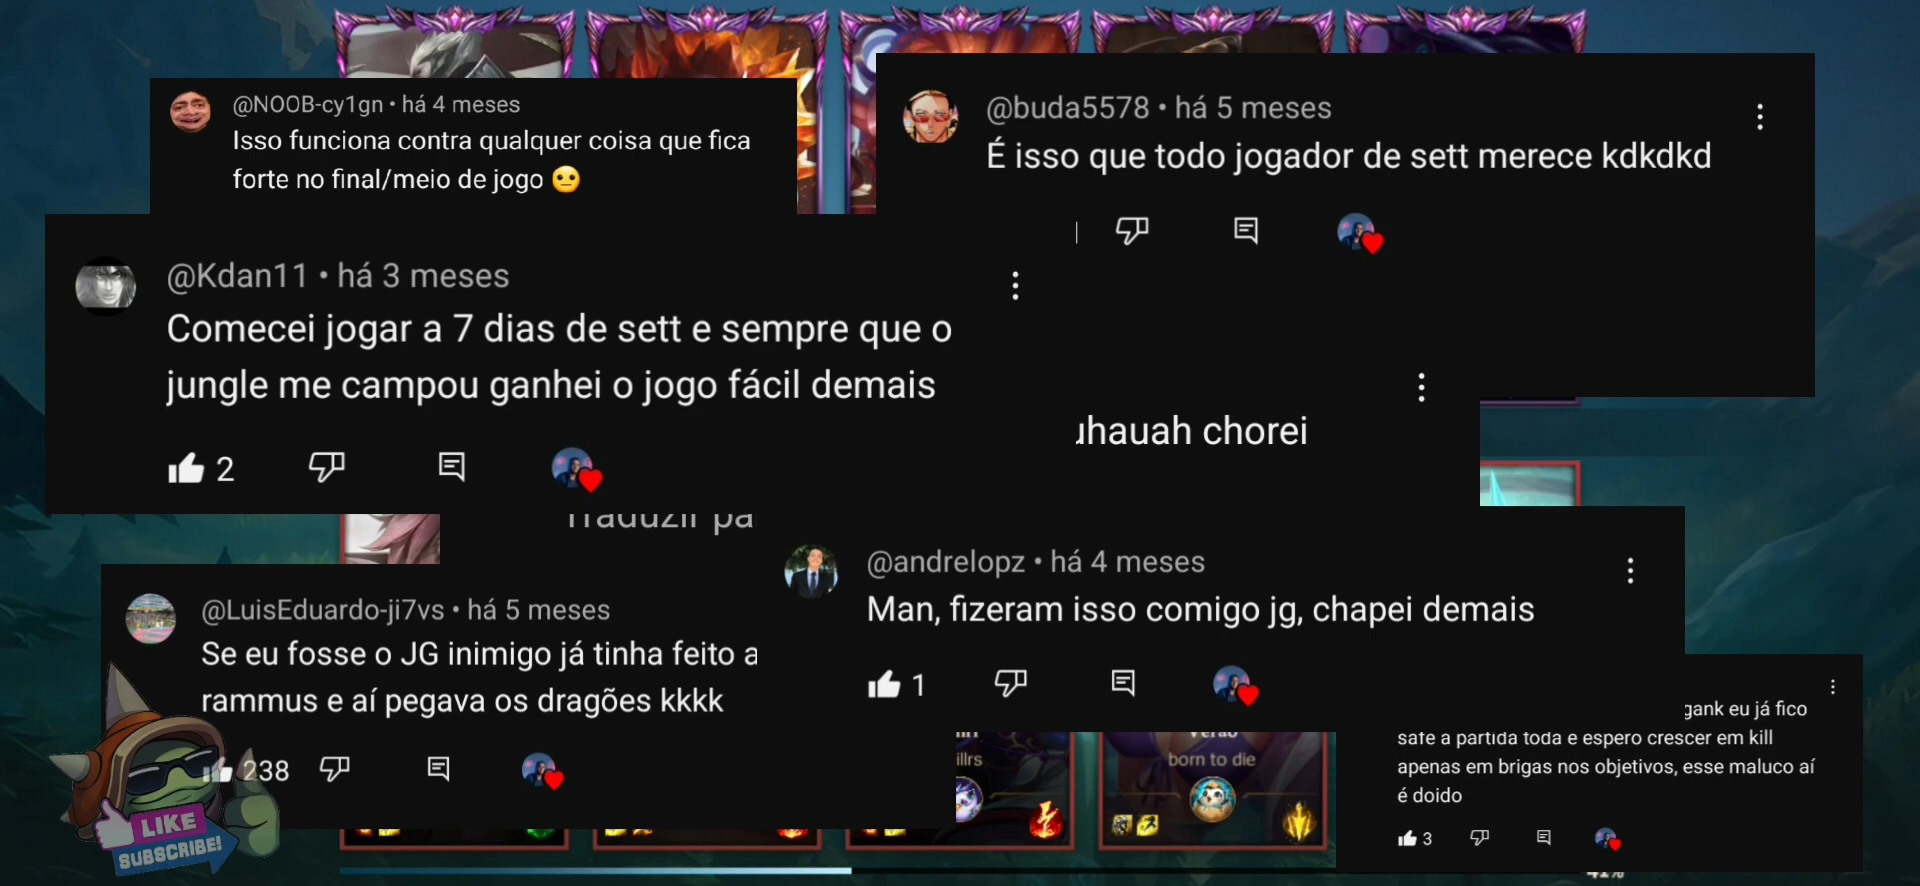 @NOOB-cy1gn • há 4 meses
Isso funciona contra qualquer coisa que fica
forte no final/meio de jogo 😐
@buda5578 • há 5 meses
É isso que todo jogador de sett merece kdkdkd
@Kdan11 • há 3 meses
Comecei jogar a 7 dias de sett e sempre que o
jungle me campou ganhei o jogo fácil demais
2
chorei
Traduzir
@andrelopz • há 4 meses
Man, fizeram isso comigo jg, chapei demais
1
@LuisEduardo-ji7vs • há 5 meses
Se eu fosse o JG inimigo já tinha feito a
rammus e aí pegava os dragões kkkk
238
LIKE
SUBSCRIBE!
born to die
gank eu já fico
safe a partida toda e espero crescer em kill
apenas em brigas nos objetivos, esse maluco aí
é doido
3